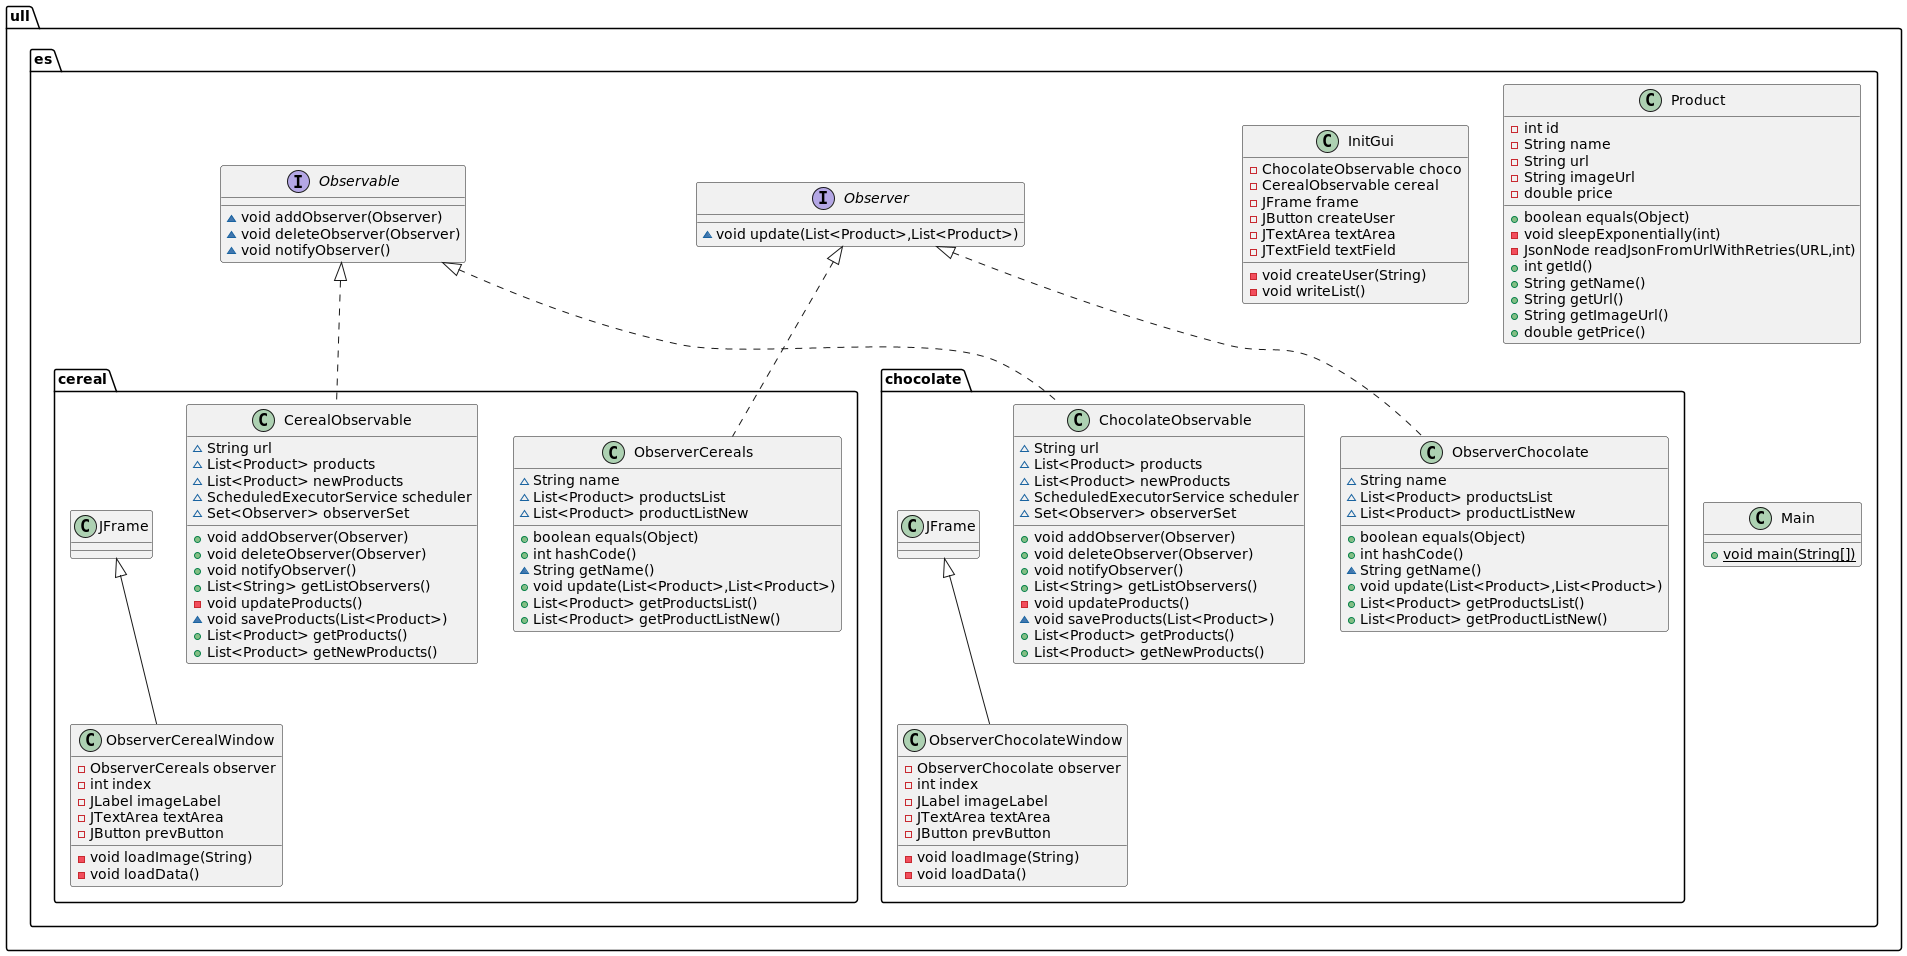 ull
es
Product
int id
String name
String url
String imageUrl
double price
boolean equals(Object)
void sleepExponentially(int)
JsonNode readJsonFromUrlWithRetries(URL,int)
int getId()
String getName()
String getUrl()
String getImageUrl()
double getPrice()
InitGui
ChocolateObservable choco
CerealObservable cereal
JFrame frame
JButton createUser
JTextArea textArea
JTextField textField
void createUser(String)
void writeList()
Observable
void addObserver(Observer)
void deleteObserver(Observer)
void notifyObserver()
Observer
void update(List<Product>,List<Product>)
cereal
CerealObservable
String url
List<Product> products
List<Product> newProducts
ScheduledExecutorService scheduler
Set<Observer> observerSet
void addObserver(Observer)
void deleteObserver(Observer)
void notifyObserver()
List<String> getListObservers()
void updateProducts()
void saveProducts(List<Product>)
List<Product> getProducts()
List<Product> getNewProducts()
ObserverCereals
String name
List<Product> productsList
List<Product> productListNew
boolean equals(Object)
int hashCode()
String getName()
void update(List<Product>,List<Product>)
List<Product> getProductsList()
List<Product> getProductListNew()
JFrame
ObserverCerealWindow
ObserverCereals observer
int index
JLabel imageLabel
JTextArea textArea
JButton prevButton
void loadImage(String)
void loadData()
chocolate
ChocolateObservable
String url
List<Product> products
List<Product> newProducts
ScheduledExecutorService scheduler
Set<Observer> observerSet
void addObserver(Observer)
void deleteObserver(Observer)
void notifyObserver()
List<String> getListObservers()
void updateProducts()
void saveProducts(List<Product>)
List<Product> getProducts()
List<Product> getNewProducts()
ObserverChocolate
String name
List<Product> productsList
List<Product> productListNew
boolean equals(Object)
int hashCode()
String getName()
void update(List<Product>,List<Product>)
List<Product> getProductsList()
List<Product> getProductListNew()
JFrame
ObserverChocolateWindow
ObserverChocolate observer
int index
JLabel imageLabel
JTextArea textArea
JButton prevButton
void loadImage(String)
void loadData()
Main
void main(String[])